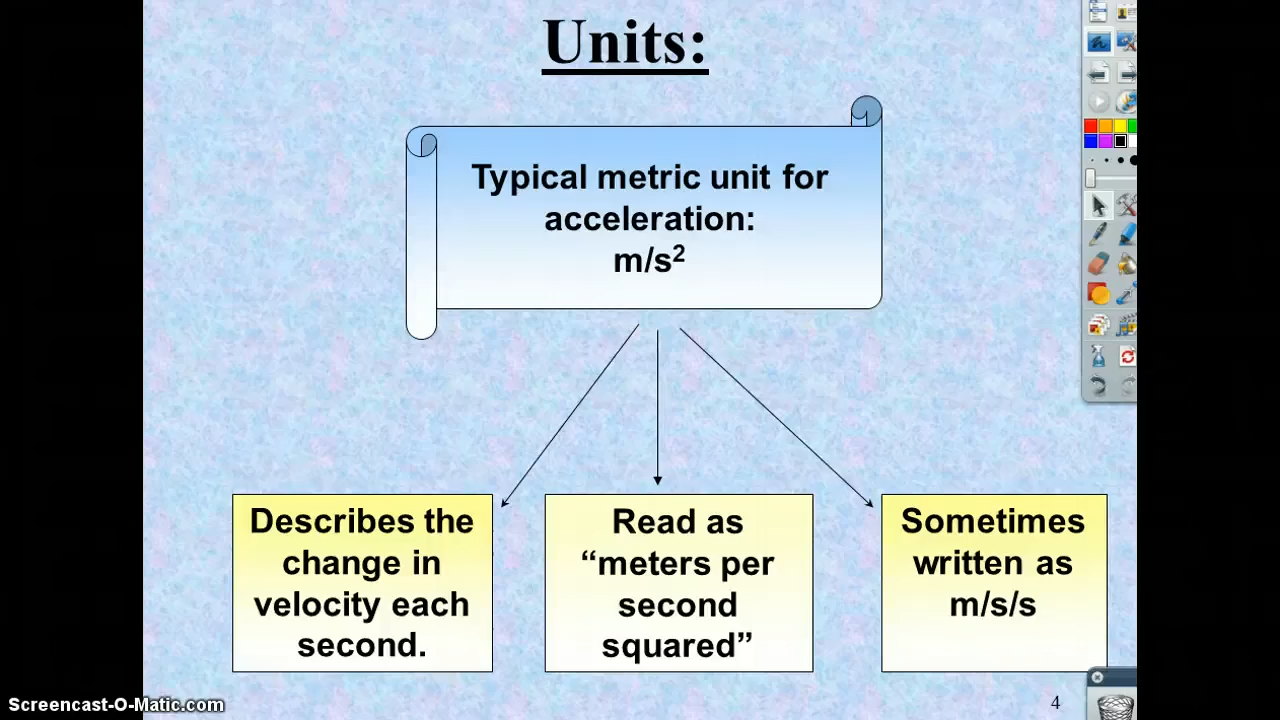 Units:
Typical metric unit for
acceleration:
m/s²
Describes the
change in
velocity each
second.
Read as
“meters per
second
squared”
Sometimes
written as
m/s/s
4
Screencast-O-Matic.com